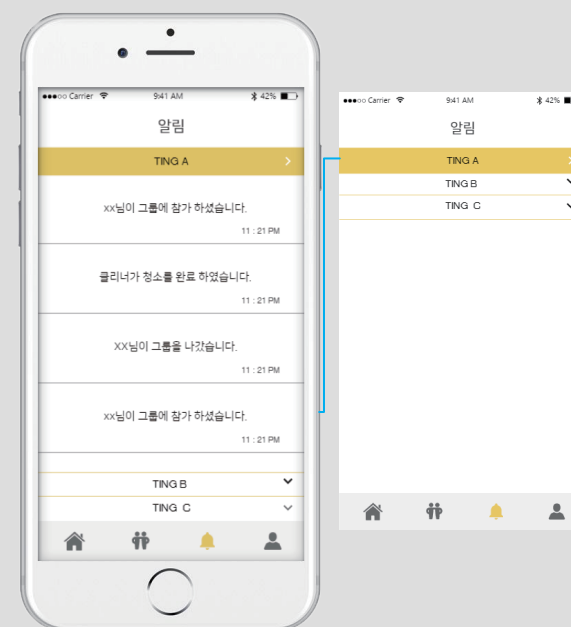 ●●●○○ Carrier 9:41 AM 42%
알림
TING A
xx님이 그룹에 참가 하셨습니다.
11 : 21 PM
클리너가 청소를 완료 하였습니다.
11 : 21 PM
XX님이 그룹을 나갔습니다.
11 : 21 PM
xx님이 그룹에 참가 하셨습니다.
11 : 21 PM
TING B
TING C
●●●○○ Carrier 9:41 AM 42%
알림
TING A
TING B
TING C